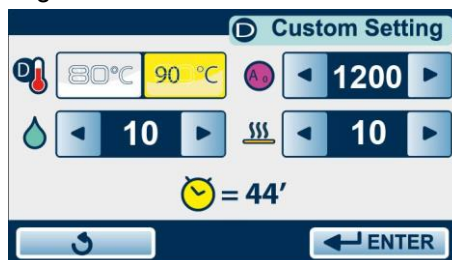 D Custom Setting
D 80°C 90 °C A0 1200
10 10
= 44′
ENTER